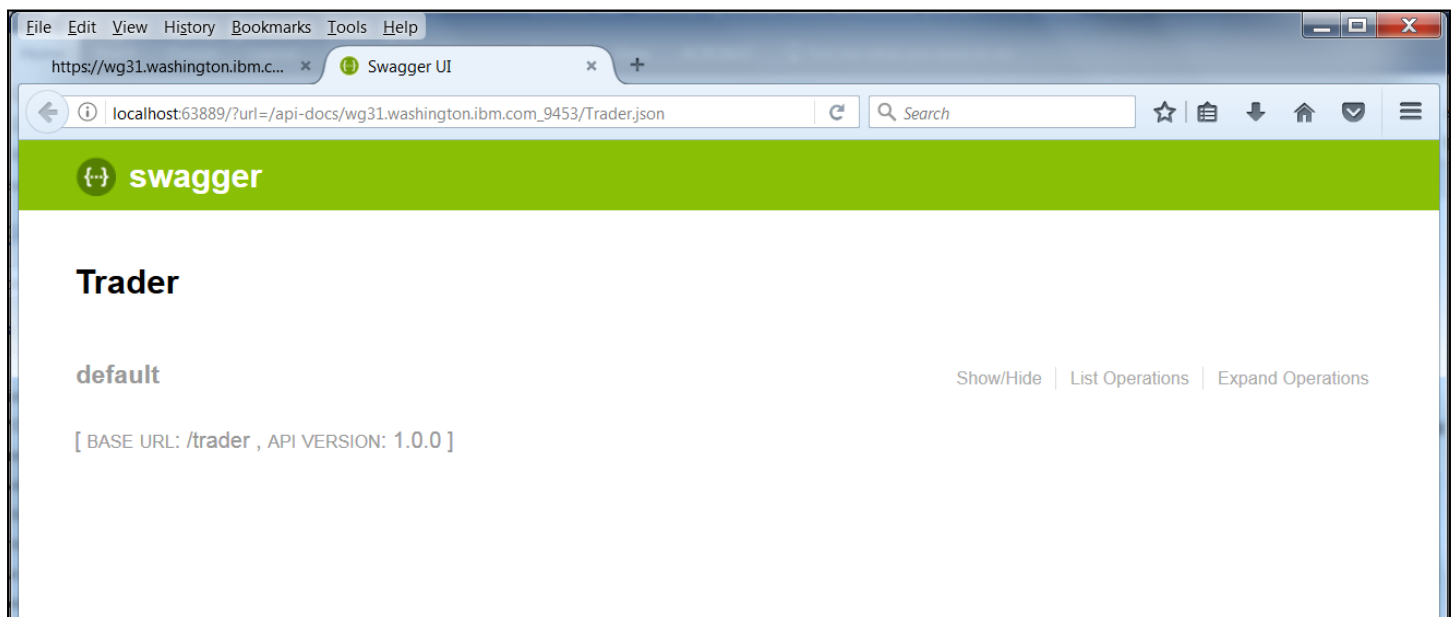 File Edit View History Bookmarks Tools Help
https://wg31.washington.ibm.c... × Swagger UI × +
localhost:63889/?url=/api-docs/wg31.washington.ibm.com_9453/Trader.json Search
{...} swagger
Trader
default Show/Hide List Operations Expand Operations
[ BASE URL: /trader , API VERSION: 1.0.0 ]